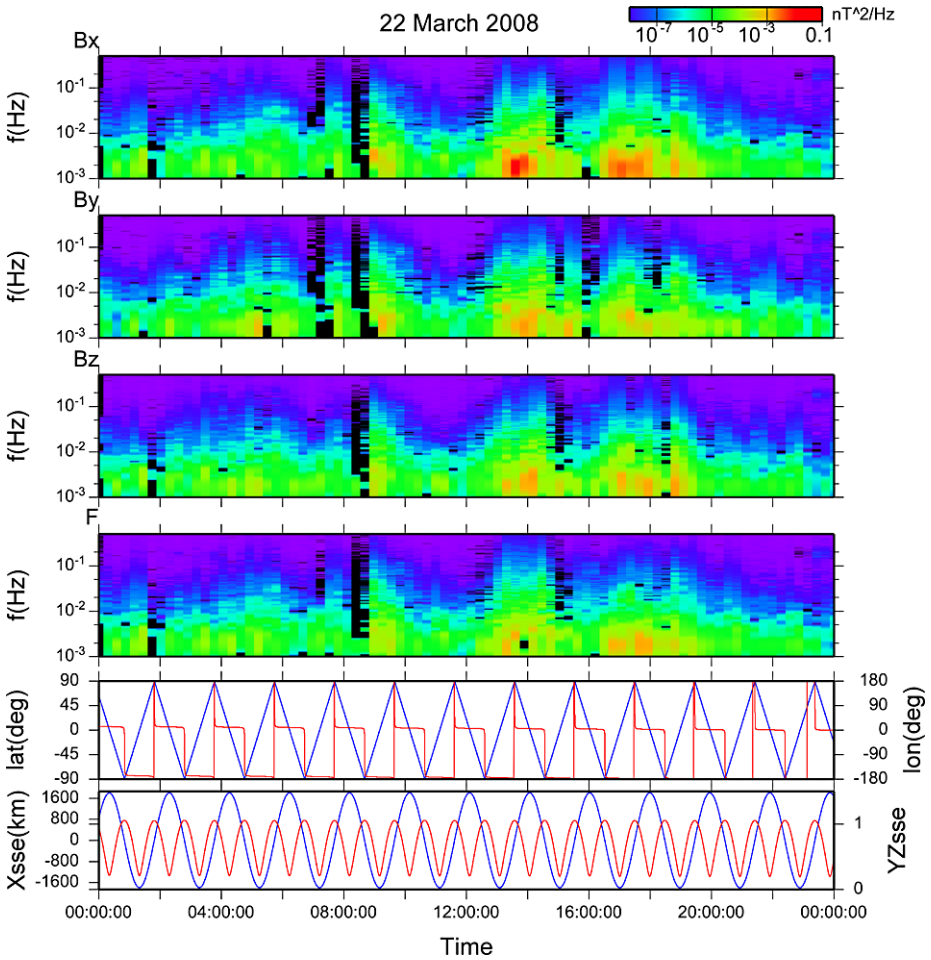 22 March 2008
nT^2/Hz
10-7 10-5 10-3 0.1
Bx
f(Hz)
10-1
10-2
10-3
By
f(Hz)
10-1
10-2
10-3
Bz
f(Hz)
10-1
10-2
10-3
F
f(Hz)
10-1
10-2
10-3
lat(deg)
90
45
0
-45
-90
180
90
0
-90
-180
lon(deg)
Xsse(km)
1600
800
0
-800
-1600
1
0
YZsse
00:00:00 04:00:00 08:00:00 12:00:00 16:00:00 20:00:00 00:00:00
Time